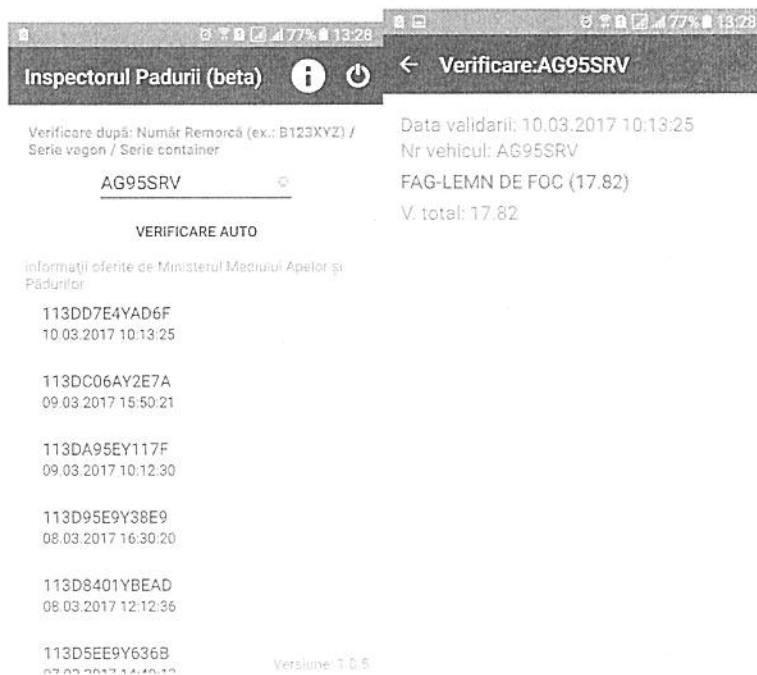 77% 13:28
Inspectorul Padurii (beta)
Verificare după: Număr Remorcă (ex.: B123XYZ) /
Serie vagon / Serie container
AG95SRV
VERIFICARE AUTO
Informații oferite de Ministerul Mediului Apelor și
Pădurilor
113DD7E4YAD6F
10.03.2017 10:13:25
113DC06AY2E7A
09.03.2017 15:50:21
113DA95EY117F
09.03.2017 10:12:30
113D95E9Y38E9
08.03.2017 16:30:20
113D8401YBEAD
08.03.2017 12:12:36
113D5EE9Y636B
Versiune: 1.0.5
77% 13:28
Verificare:AG95SRV
Data validarii: 10.03.2017 10:13:25
Nr vehicul: AG95SRV
FAG-LEMN DE FOC (17.82)
V. total: 17.82